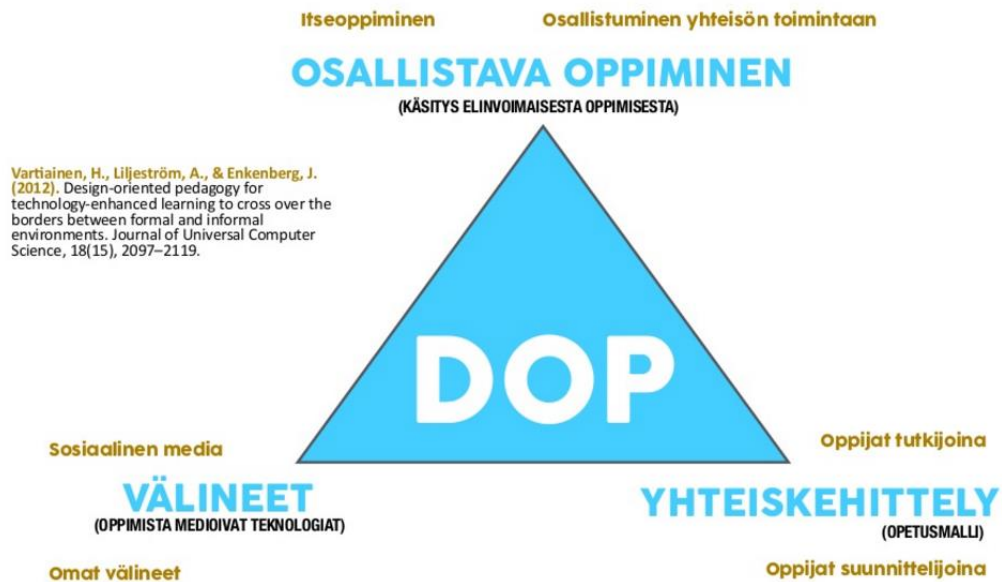 Itseoppiminen
Osallistuminen yhteisön toimintaan
OSALLISTAVA OPPIMINEN
(KÄSITYS ELINVOIMAISESTA OPPIMISESTA)
Vartiainen, H., Liljeström, A., & Enkenberg, J.
(2012). Design-oriented pedagogy for
technology-enhanced learning to cross over the
borders between formal and informal
environments. Journal of Universal Computer
Science, 18(15), 2097–2119.
DOP
Sosiaalinen media
VÄLINEET
(OPPIMISTA MEDIOIVAT TEKNOLOGIAT)
Omat välineet
Oppijat tutkijoina
YHTEISKEHITTELY
(OPETUSMALLI)
Oppijat suunnittelijoina